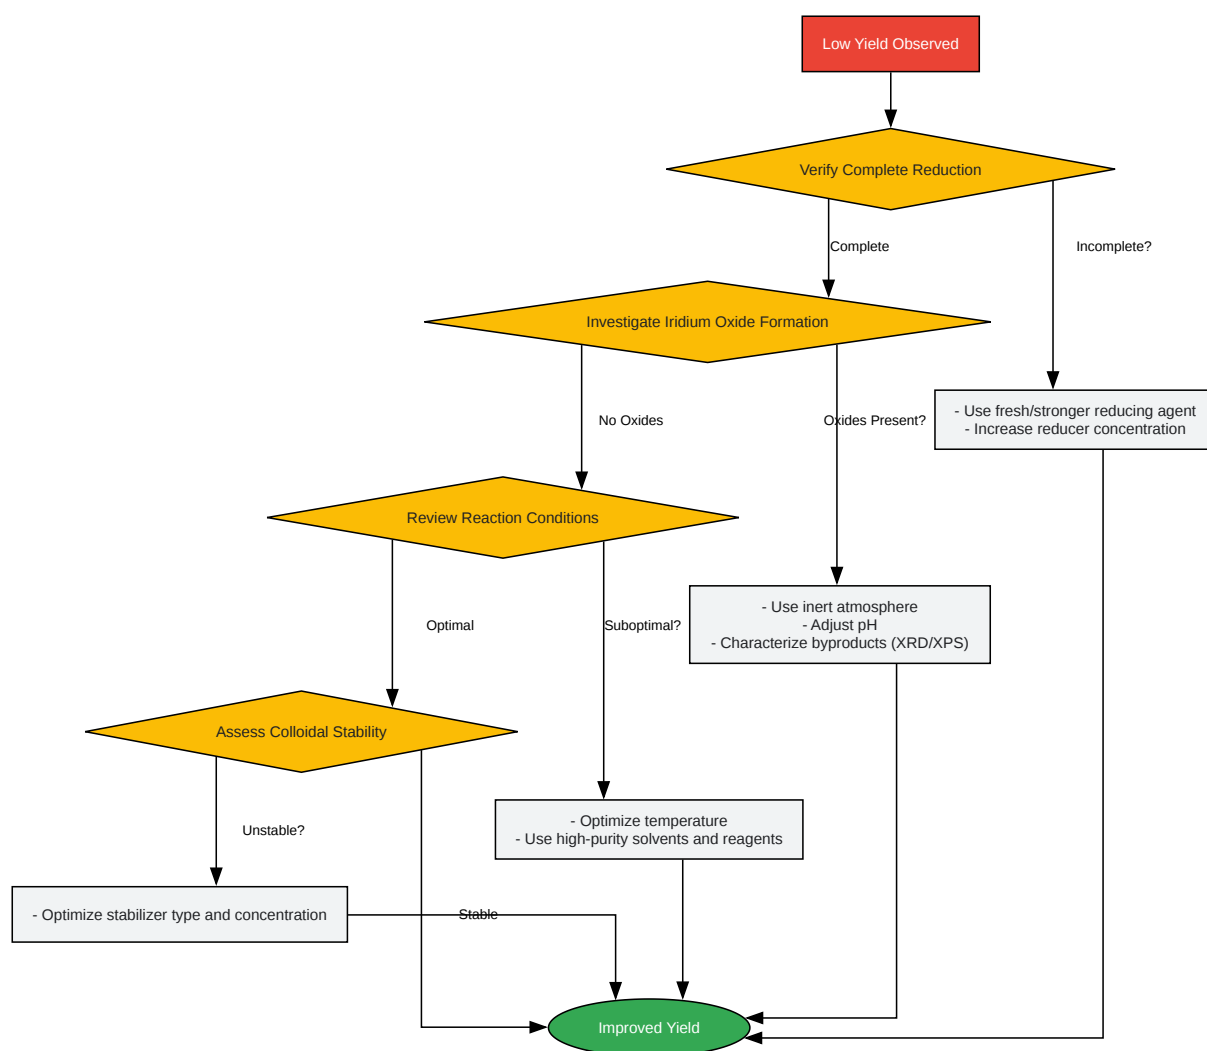 Low Yield Observed
Verify Complete Reduction
Complete
Incomplete?
Investigate Iridium Oxide Formation
No Oxides
Oxides Present?
- Use fresh/stronger reducing agent
- Increase reducer concentration
Review Reaction Conditions
Optimal
Suboptimal?
- Use inert atmosphere
- Adjust pH
- Characterize byproducts (XRD/XPS)
Assess Colloidal Stability
Unstable?
- Optimize temperature
- Use high-purity solvents and reagents
- Optimize stabilizer type and concentration
Stable
Improved Yield